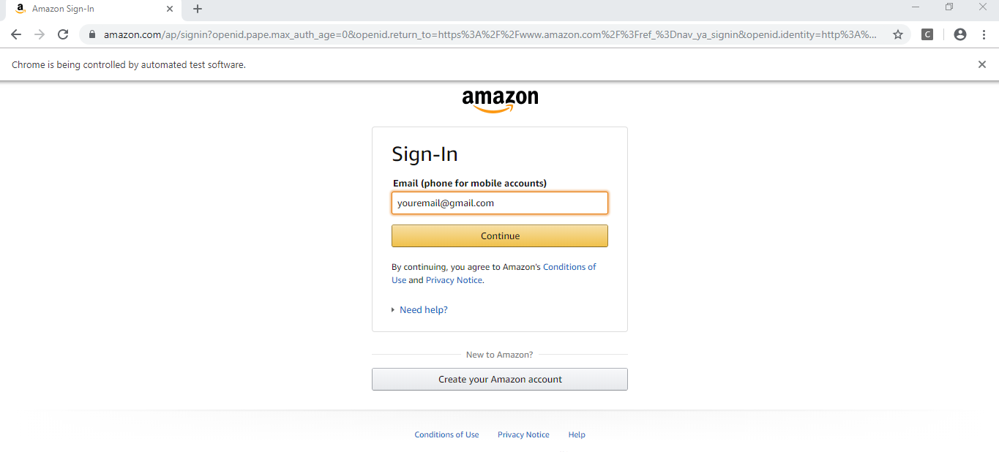 Amazon Sign-In
amazon.com/ap/signin?openid.pape.max_auth_age=0&openid.return_to=https%3A%2F%2Fwww.amazon.com%2F%3Fref_%3Dnav_ya_signin&openid.identity=http%3A%...
C
Chrome is being controlled by automated test software.
amazon
Sign-In
Email (phone for mobile accounts)
youremail@gmail.com
Continue
By continuing, you agree to Amazon's Conditions of
Use and Privacy Notice.
Need help?
New to Amazon?
Create your Amazon account
Conditions of Use Privacy Notice Help